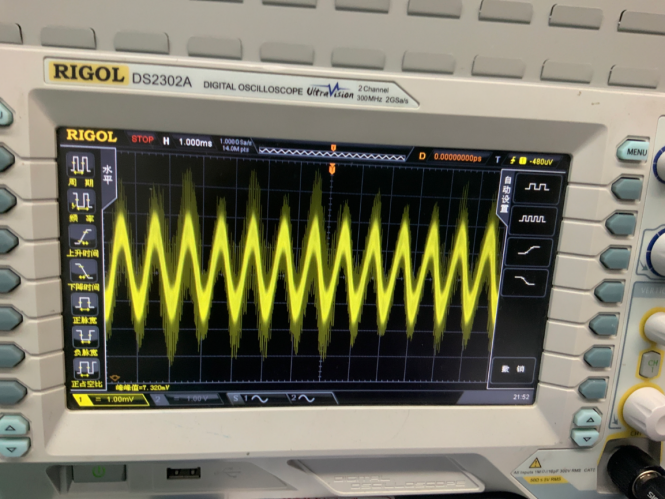 RIGOL DS2302A DIGITAL OSCILLOSCOPE UltraVision 2 Channel
300MHz 2GSa/s
RIGOL STOP H 1.000ms 14.0M pts D 0.00000000ps T 1 -480uV
MENU
水平
周 期
频 率
上升时间
下降时间
正脉宽
负脉宽
正占空比
自动设置
撤 销
峰峰值=7.320mV
1 = 1.00mV 2 = 1.00 V 1 2
21:52